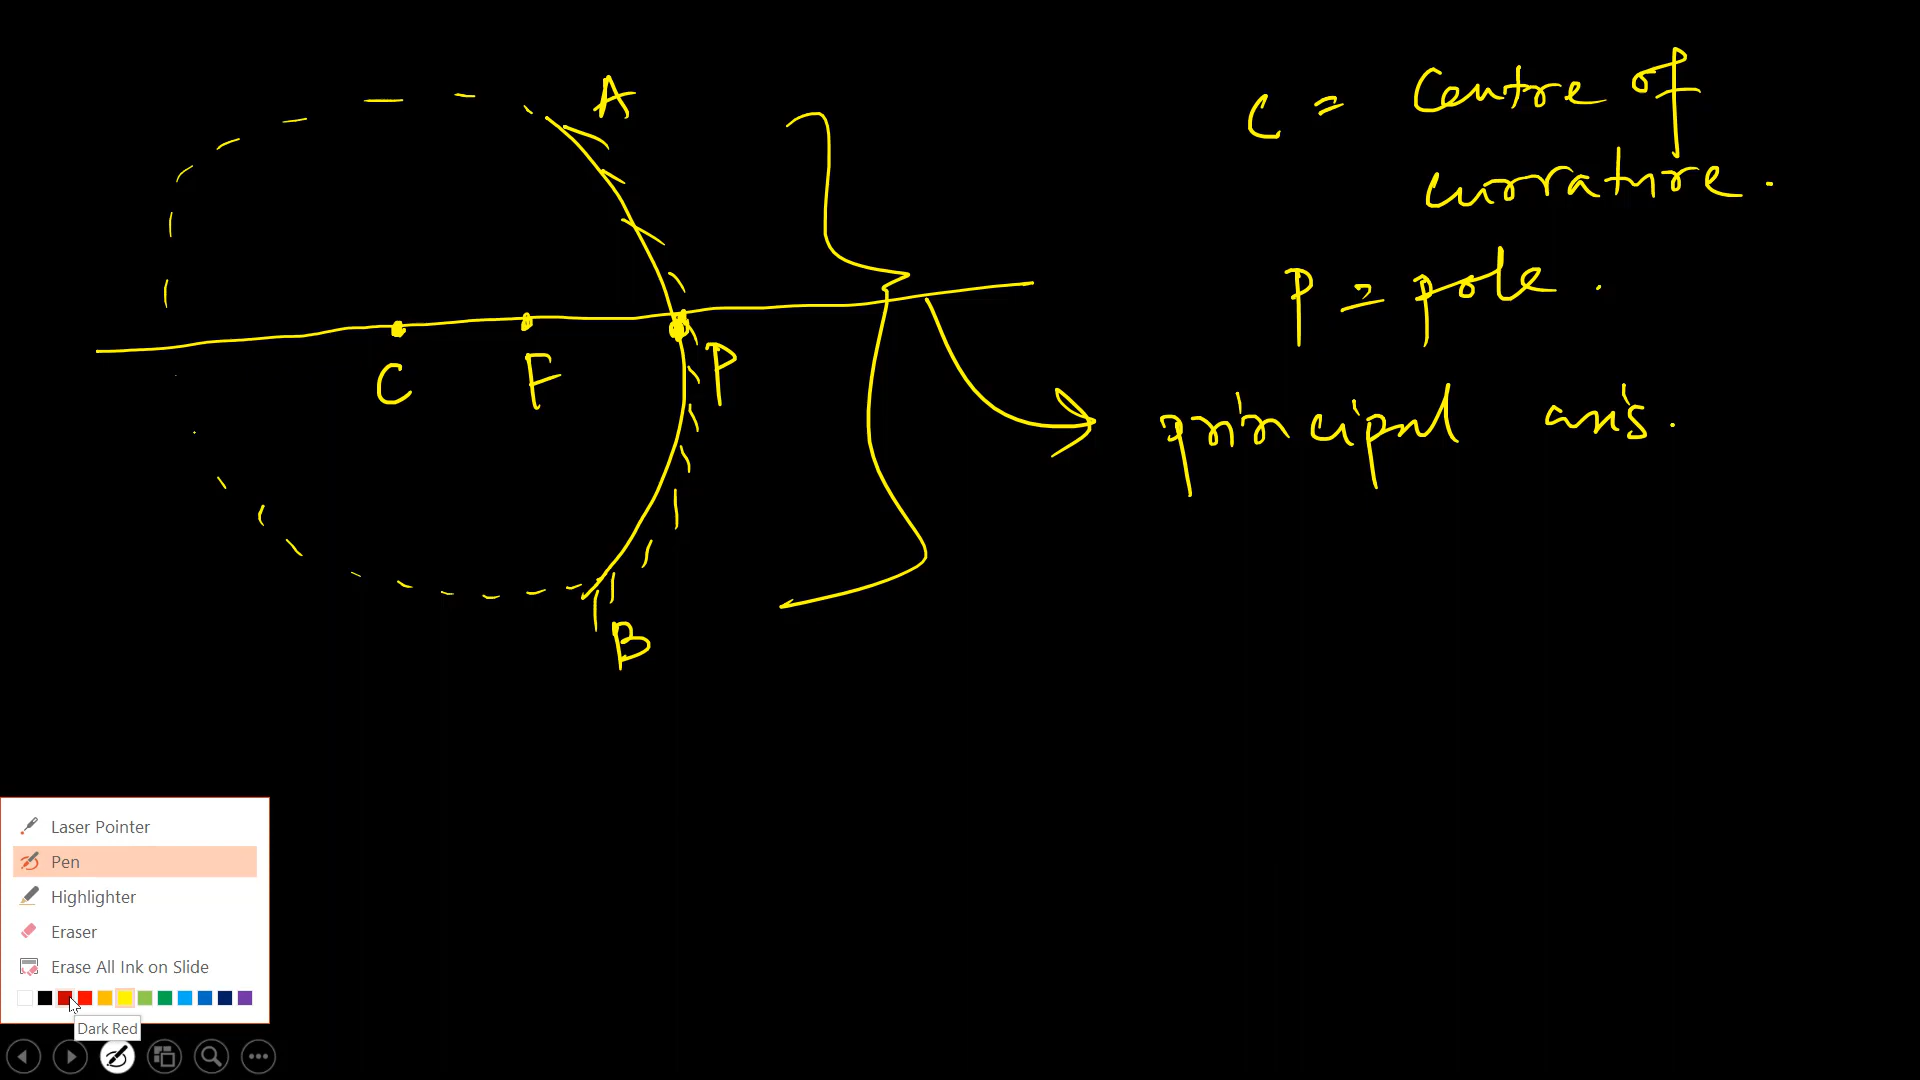 A
C = Centre of
curvature.
P = pole.
C F P
principal axis.
B
Laser Pointer
Pen
Highlighter
Eraser
Erase All Ink on Slide
Dark Red